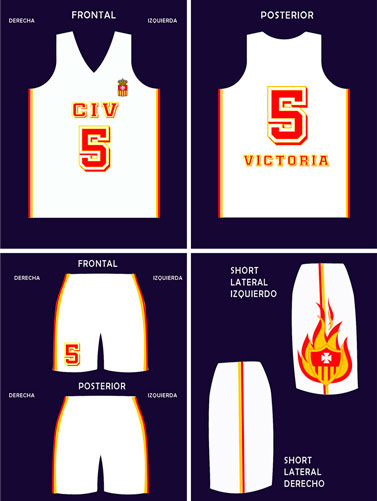 FRONTAL
DERECHA
IZQUIERDA
CIV
5
POSTERIOR
5
VICTORIA
FRONTAL
DERECHA
IZQUIERDA
5
POSTERIOR
DERECHA
IZQUIERDA
SHORT
LATERAL
IZQUIERDO
SHORT
LATERAL
DERECHO